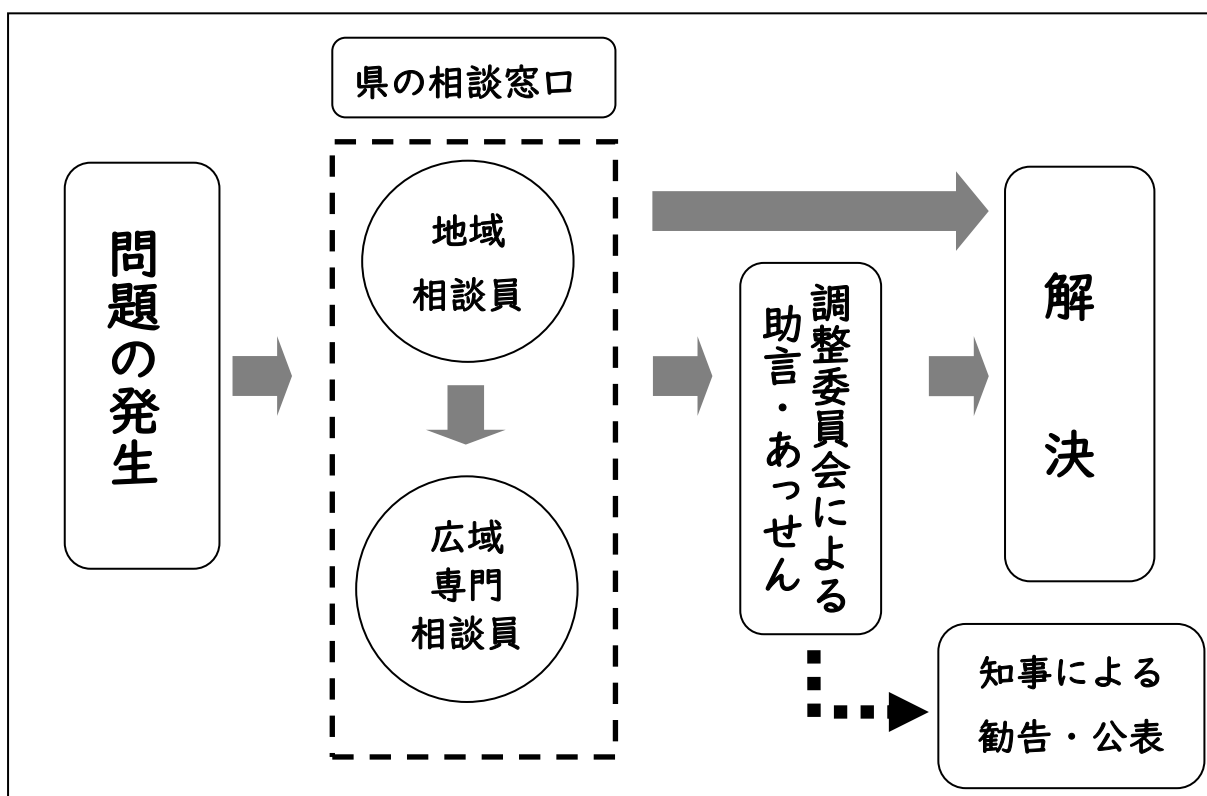 県の相談窓口
問題の発生
地域
相談員
広域
専門
相談員
調整委員会による
助言・あっせん
解決
知事による
勧告・公表